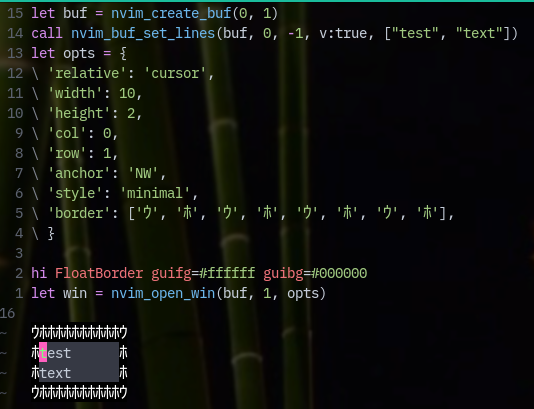 15 let buf = nvim_create_buf(0, 1)
14 call nvim_buf_set_lines(buf, 0, -1, v:true, ["test", "text"])
13 let opts = {
12 \ 'relative': 'cursor',
11 \ 'width': 10,
10 \ 'height': 2,
9 \ 'col': 0,
8 \ 'row': 1,
7 \ 'anchor': 'NW',
6 \ 'style': 'minimal',
5 \ 'border': ['ｳ', 'ﾎ', 'ｳ', 'ﾎ', 'ｳ', 'ﾎ', 'ｳ', 'ﾎ'],
4 \ }
3
2 hi FloatBorder guifg=#ffffff guibg=#000000
1 let win = nvim_open_win(buf, 1, opts)
16
~ ｳﾎﾎﾎﾎﾎﾎﾎﾎﾎﾎｳ
~ ﾎtest ﾎ
~ ﾎtext ﾎ
~ ｳﾎﾎﾎﾎﾎﾎﾎﾎﾎﾎｳ